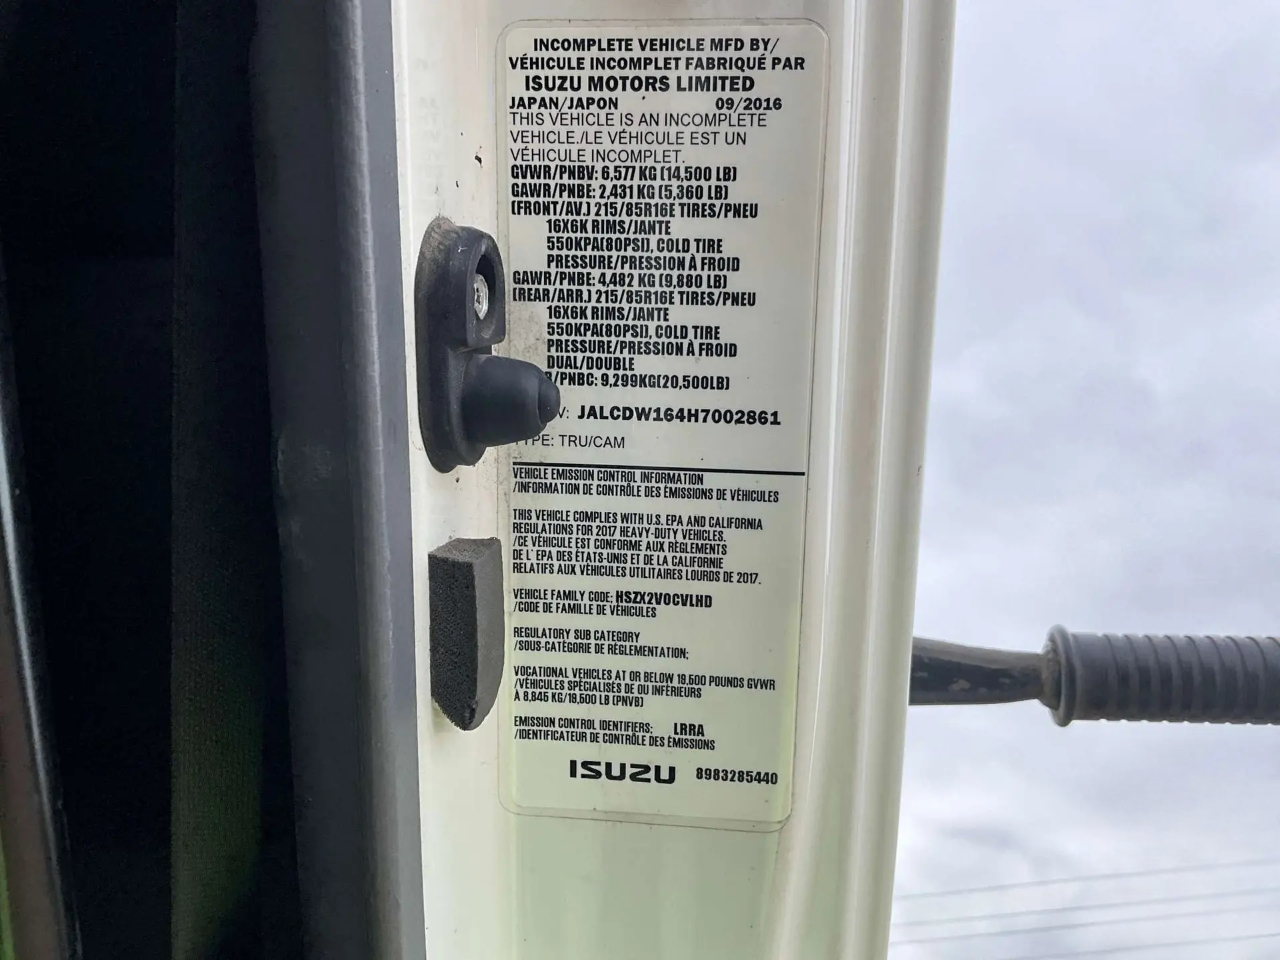 INCOMPLETE VEHICLE MFD BY/
VÉHICULE INCOMPLET FABRIQUÉ PAR
ISUZU MOTORS LIMITED
JAPAN/JAPON 09/2016
THIS VEHICLE IS AN INCOMPLETE
VEHICLE./LE VÉHICULE EST UN
VÉHICULE INCOMPLET.
GVWR/PNBV: 6,577 KG (14,500 LB)
GAWR/PNBE: 2,431 KG (5,360 LB)
(FRONT/AV.) 215/85R16E TIRES/PNEU
16X6K RIMS/JANTE
550KPA(80PSI), COLD TIRE
PRESSURE/PRESSION À FROID
GAWR/PNBE: 4,482 KG (9,880 LB)
(REAR/ARR.) 215/85R16E TIRES/PNEU
16X6K RIMS/JANTE
550KPA(80PSI), COLD TIRE
PRESSURE/PRESSION À FROID
DUAL/DOUBLE
/PNBC: 9,299KG(20,500LB)
V: JALCDW164H7002861
YPE: TRU/CAM
VEHICLE EMISSION CONTROL INFORMATION
/INFORMATION DE CONTRÔLE DES ÉMISSIONS DE VÉHICULES
THIS VEHICLE COMPLIES WITH U.S. EPA AND CALIFORNIA
REGULATIONS FOR 2017 HEAVY-DUTY VEHICLES.
/CE VÉHICULE EST CONFORME AUX RÈGLEMENTS
DE L' EPA DES ÉTATS-UNIS ET DE LA CALIFORNIE
RELATIFS AUX VÉHICULES UTILITAIRES LOURDS DE 2017.
VEHICLE FAMILY CODE: HSZX2VOCVLHD
/CODE DE FAMILLE DE VÉHICULES
REGULATORY SUB CATEGORY
/SOUS-CATÉGORIE DE RÉGLEMENTATION:
VOCATIONAL VEHICLES AT OR BELOW 19,500 POUNDS GVWR
/VÉHICULES SPÉCIALISÉS DE OU INFÉRIEURS
À 8,845 KG/19,500 LB (PNVB)
EMISSION CONTROL IDENTIFIERS: LRRA
/IDENTIFICATEUR DE CONTRÔLE DES ÉMISSIONS
ISUZU 8983285440